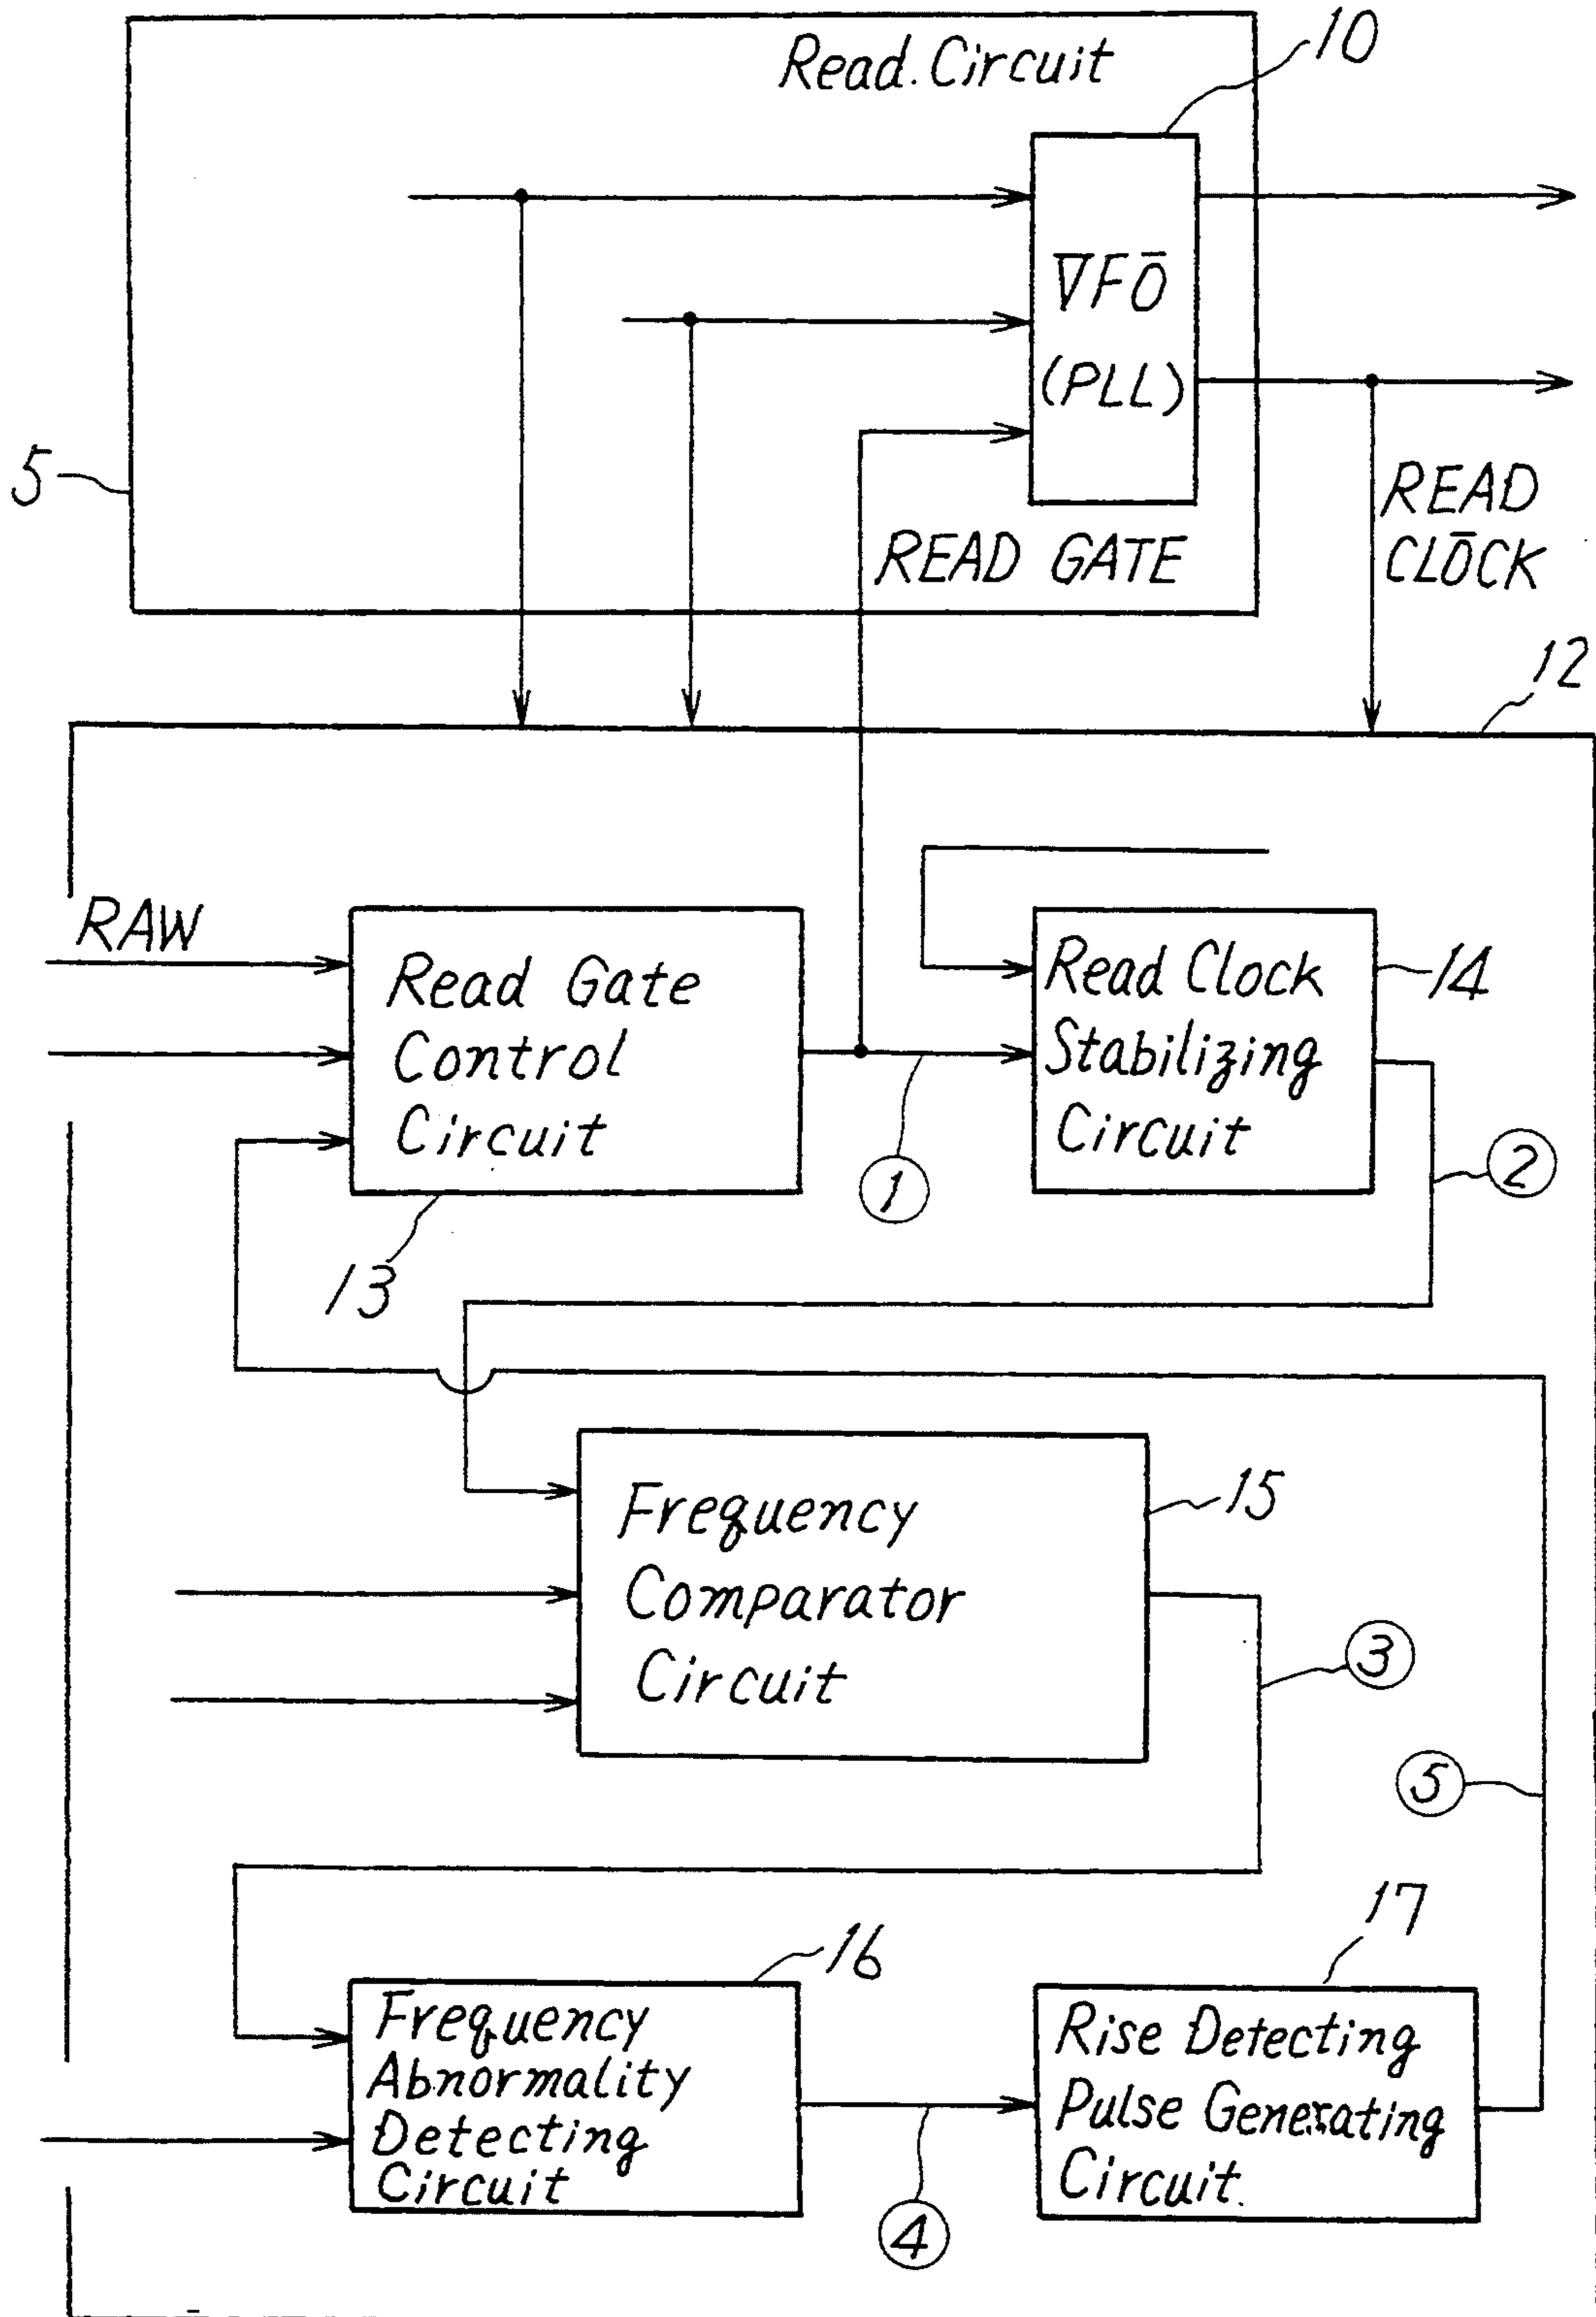 Read Circuit
10
VFO
(PLL)
5
READ GATE
READ
CLOCK
12
RAW
Read Gate
Control
Circuit
13
Read Clock
Stabilizing
Circuit
14
①
②
Frequency
Comparator
Circuit
15
③
⑤
Frequency
Abnormality
Detecting
Circuit
16
④
17
Rise Detecting
Pulse Generating
Circuit.